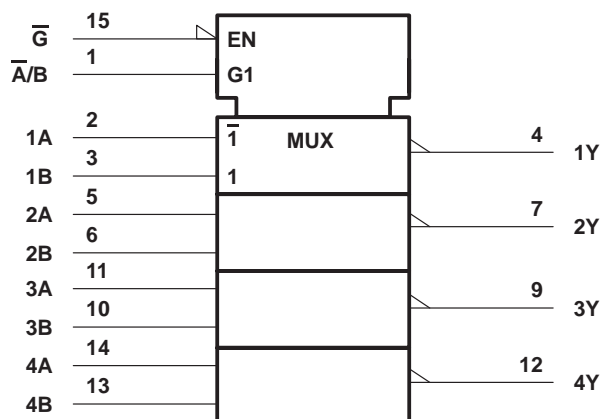 G̅ 15 EN
A̅/B 1 G1
1A 2 1̅ MUX 4 1Y
1B 3 1
2A 5 7 2Y
2B 6
3A 11 9 3Y
3B 10
4A 14 12 4Y
4B 13